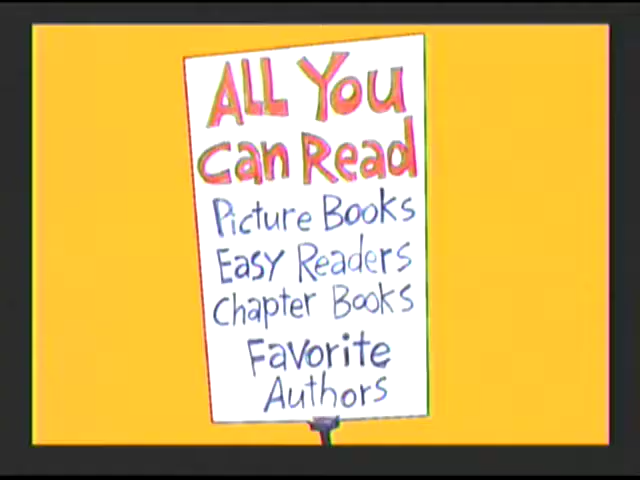 ALL YOU
Can Read
Picture Books
Easy Readers
Chapter Books
Favorite
Authors